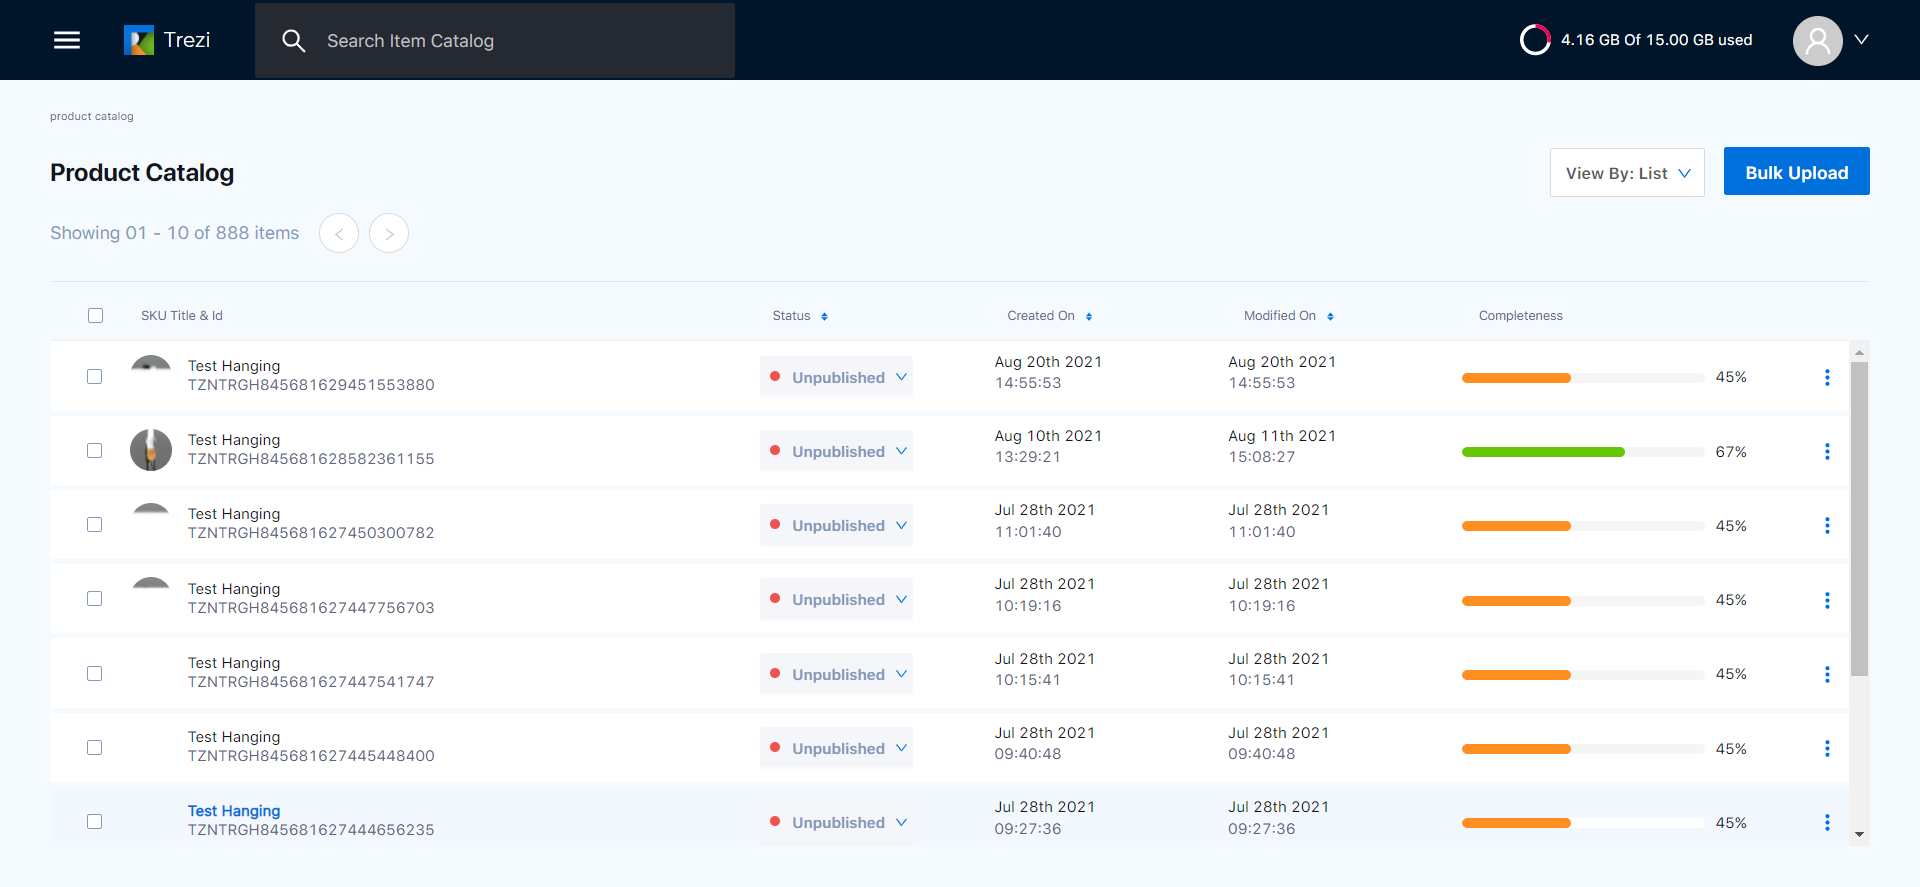 Trezi
Search Item Catalog
4.16 GB Of 15.00 GB used
product catalog
Product Catalog
View By: List
Bulk Upload
Showing 01 - 10 of 888 items
SKU Title & Id
Status
Created On
Modified On
Completeness
Test Hanging
TZNTRGH845681629451553880
Unpublished
Aug 20th 2021
14:55:53
Aug 20th 2021
14:55:53
45%
Test Hanging
TZNTRGH845681628582361155
Unpublished
Aug 10th 2021
13:29:21
Aug 11th 2021
15:08:27
67%
Test Hanging
TZNTRGH845681627450300782
Unpublished
Jul 28th 2021
11:01:40
Jul 28th 2021
11:01:40
45%
Test Hanging
TZNTRGH845681627447756703
Unpublished
Jul 28th 2021
10:19:16
Jul 28th 2021
10:19:16
45%
Test Hanging
TZNTRGH845681627447541747
Unpublished
Jul 28th 2021
10:15:41
Jul 28th 2021
10:15:41
45%
Test Hanging
TZNTRGH845681627445448400
Unpublished
Jul 28th 2021
09:40:48
Jul 28th 2021
09:40:48
45%
Test Hanging
TZNTRGH845681627444656235
Unpublished
Jul 28th 2021
09:27:36
Jul 28th 2021
09:27:36
45%